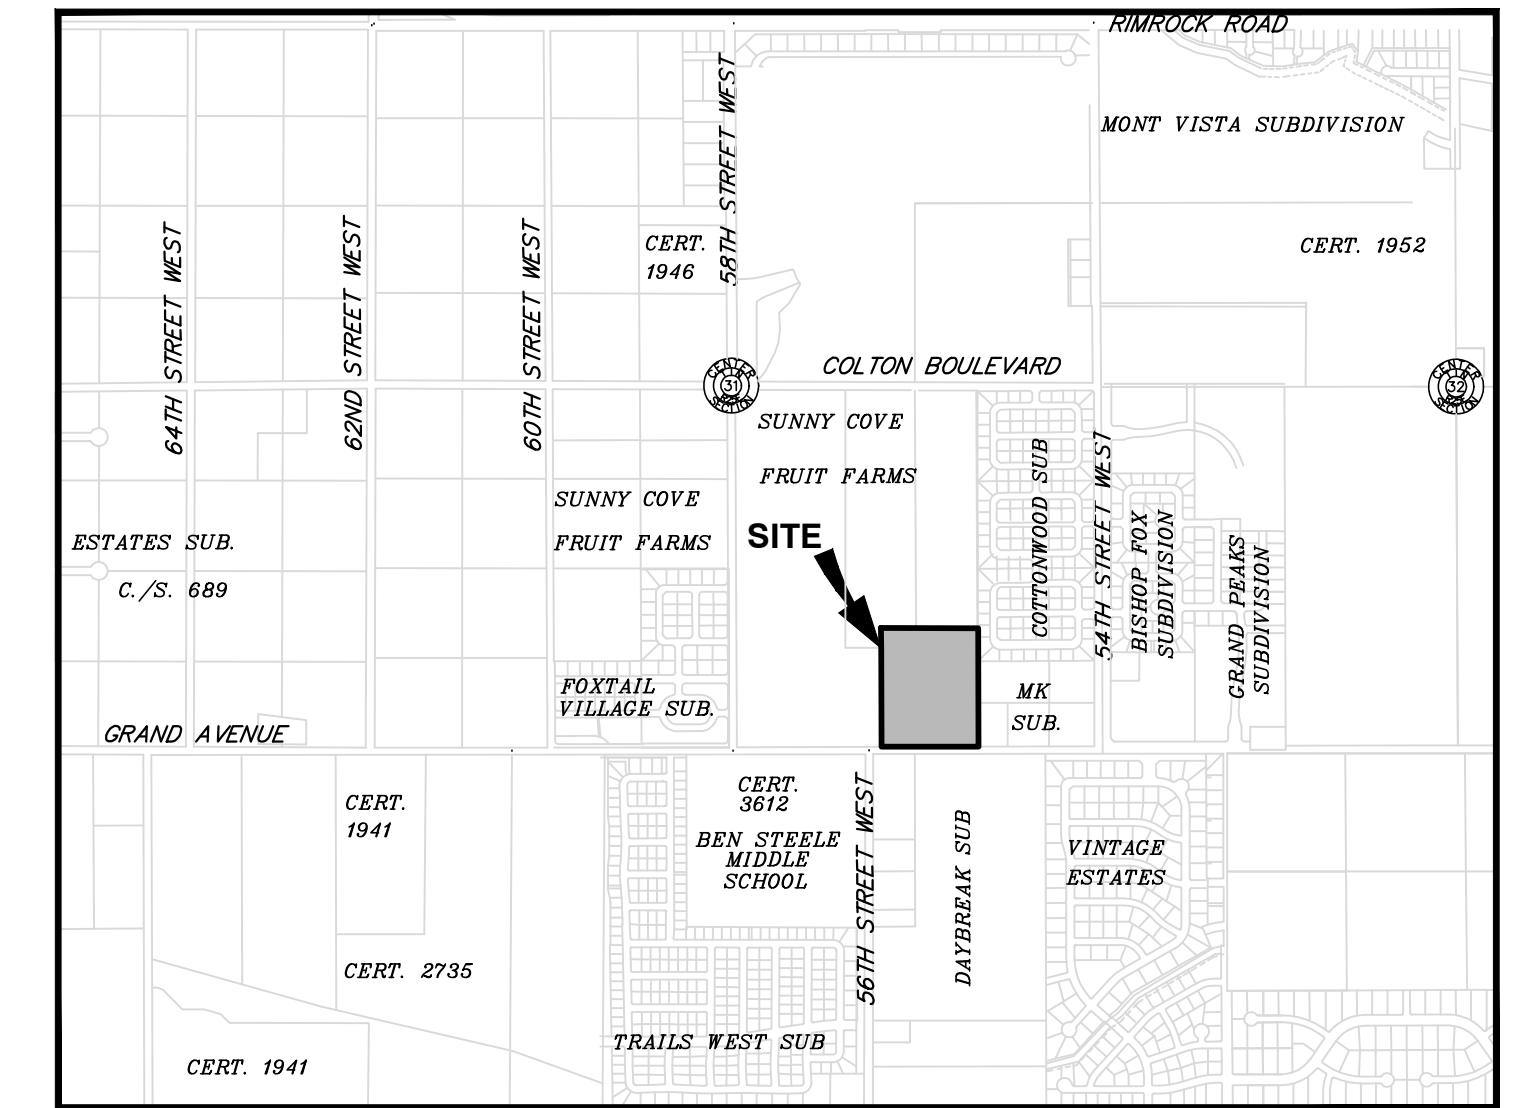 RIMROCK ROAD
MONT VISTA SUBDIVISION
58TH STREET WEST
64TH STREET WEST
62ND STREET WEST
60TH STREET WEST
CERT.
1946
CERT. 1952
COLTON BOULEVARD
CENTER
T.1N.
31
R.25E.
SECTION
CENTER
T.1N.
32
R.25E.
SECTION
SUNNY COVE
FRUIT FARMS
SUNNY COVE
FRUIT FARMS
SITE
COTTONWOOD SUB
54TH STREET WEST
BISHOP FOX
SUBDIVISION
GRAND PEAKS
SUBDIVISION
ESTATES SUB.
C./S. 689
FOXTAIL
VILLAGE SUB.
MK
SUB.
GRAND AVENUE
CERT.
1941
CERT.
3612
BEN STEELE
MIDDLE
SCHOOL
56TH STREET WEST
DAYBREAK SUB
VINTAGE
ESTATES
CERT. 2735
TRAILS WEST SUB
CERT. 1941